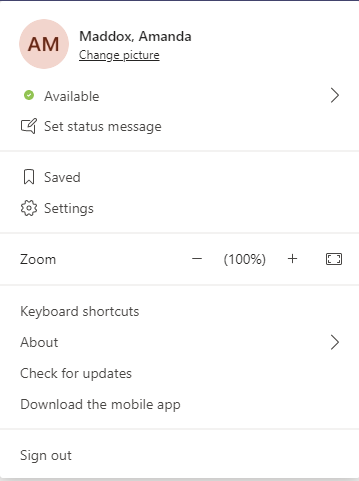 AM
Maddox, Amanda
Change picture
Available
Set status message
Saved
Settings
Zoom − (100%) +
Keyboard shortcuts
About
Check for updates
Download the mobile app
Sign out